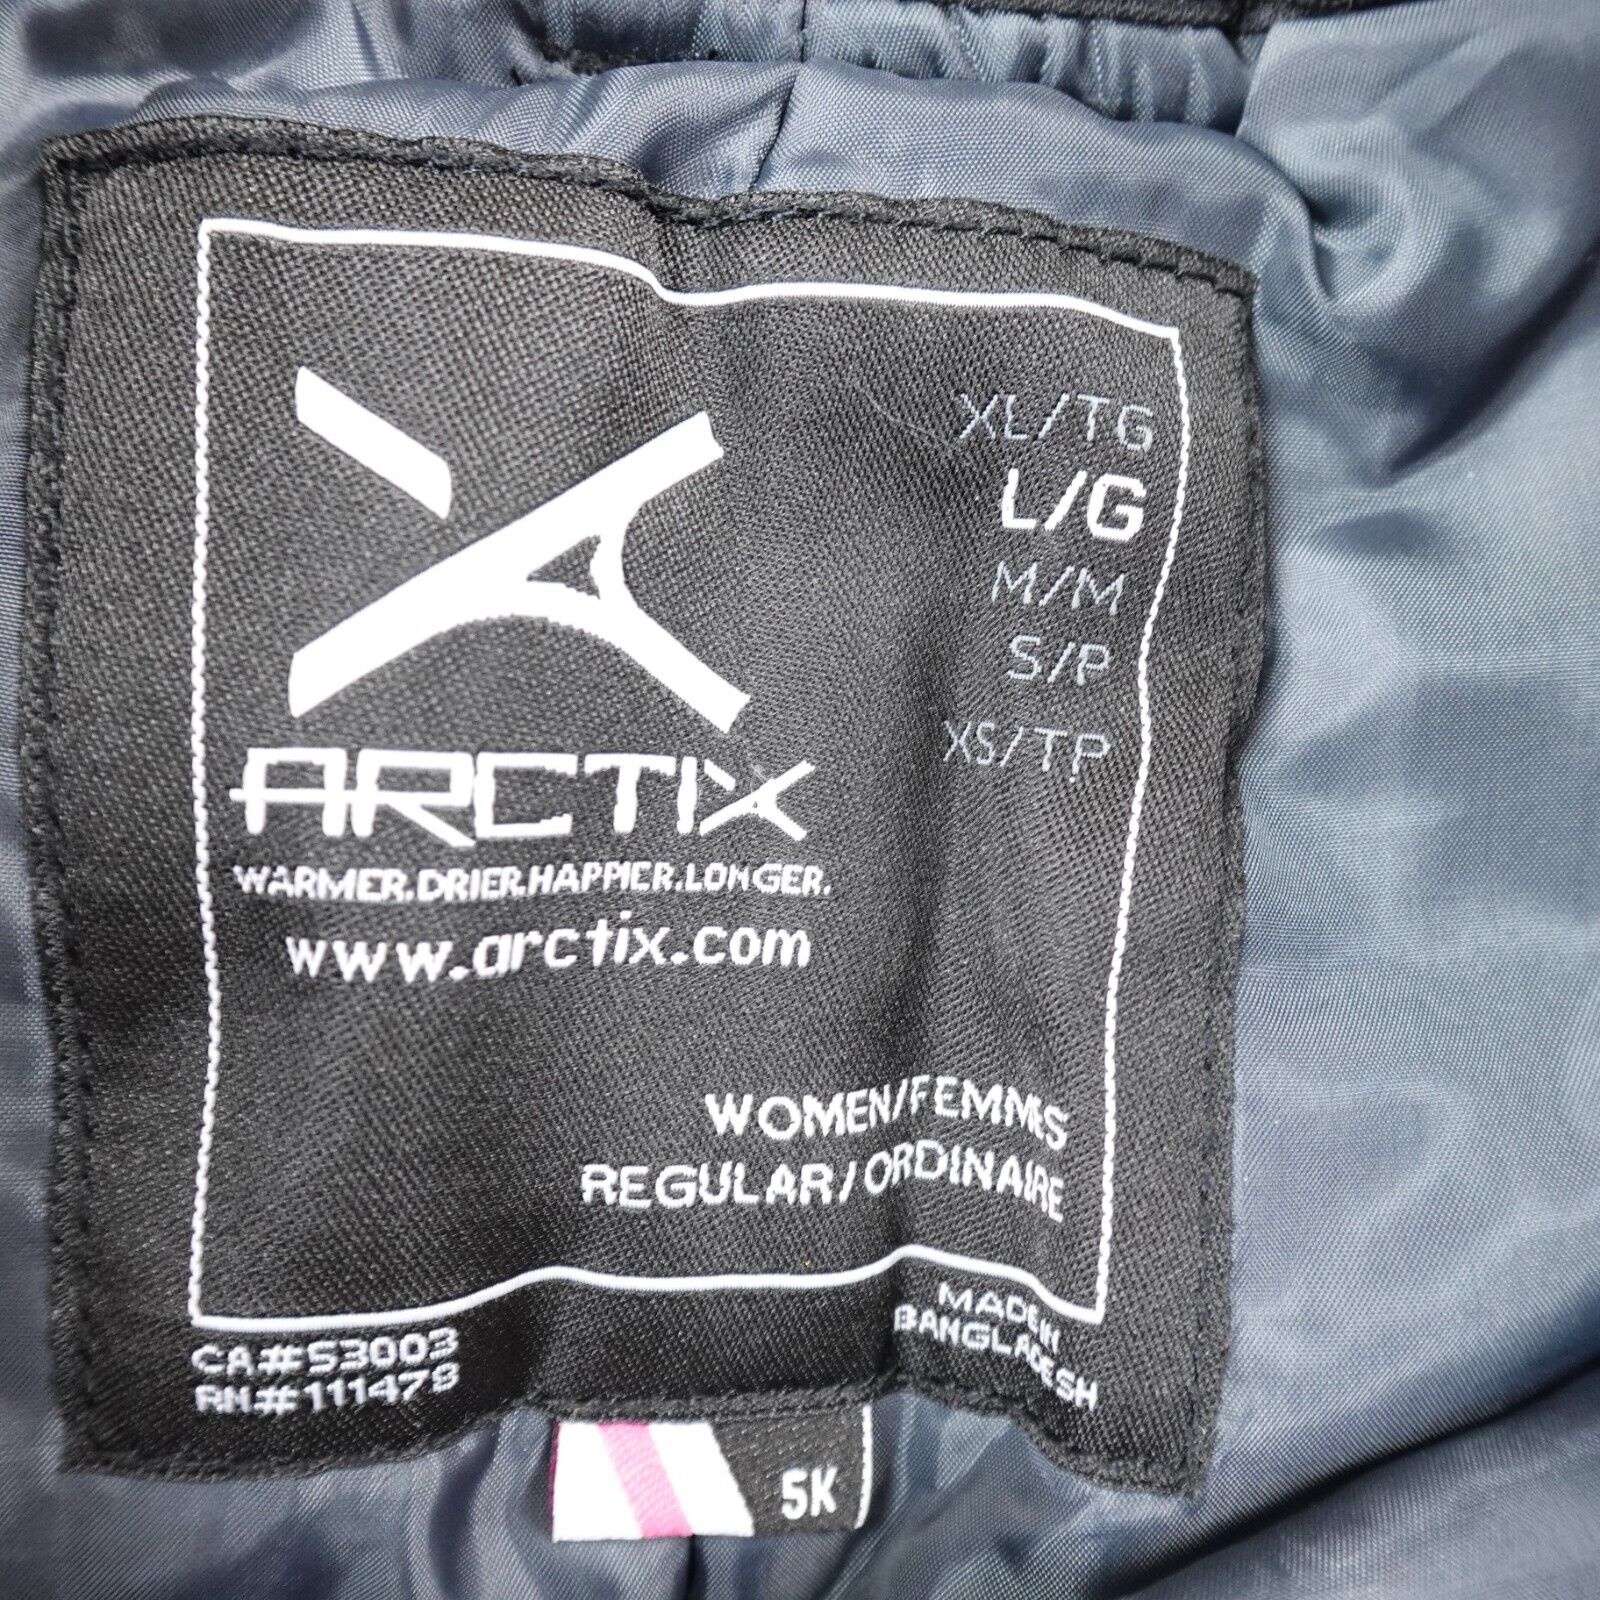 XL/TG
L/G
M/M
S/P
XS/TP
ARCTIX
WARMER.DRIER.HAPPIER.LONGER.
www.arctix.com
WOMEN/FEMMES
REGULAR/ORDINAIRE
CA#53003
RN#111478
MADE IN
BANGLADESH
5K